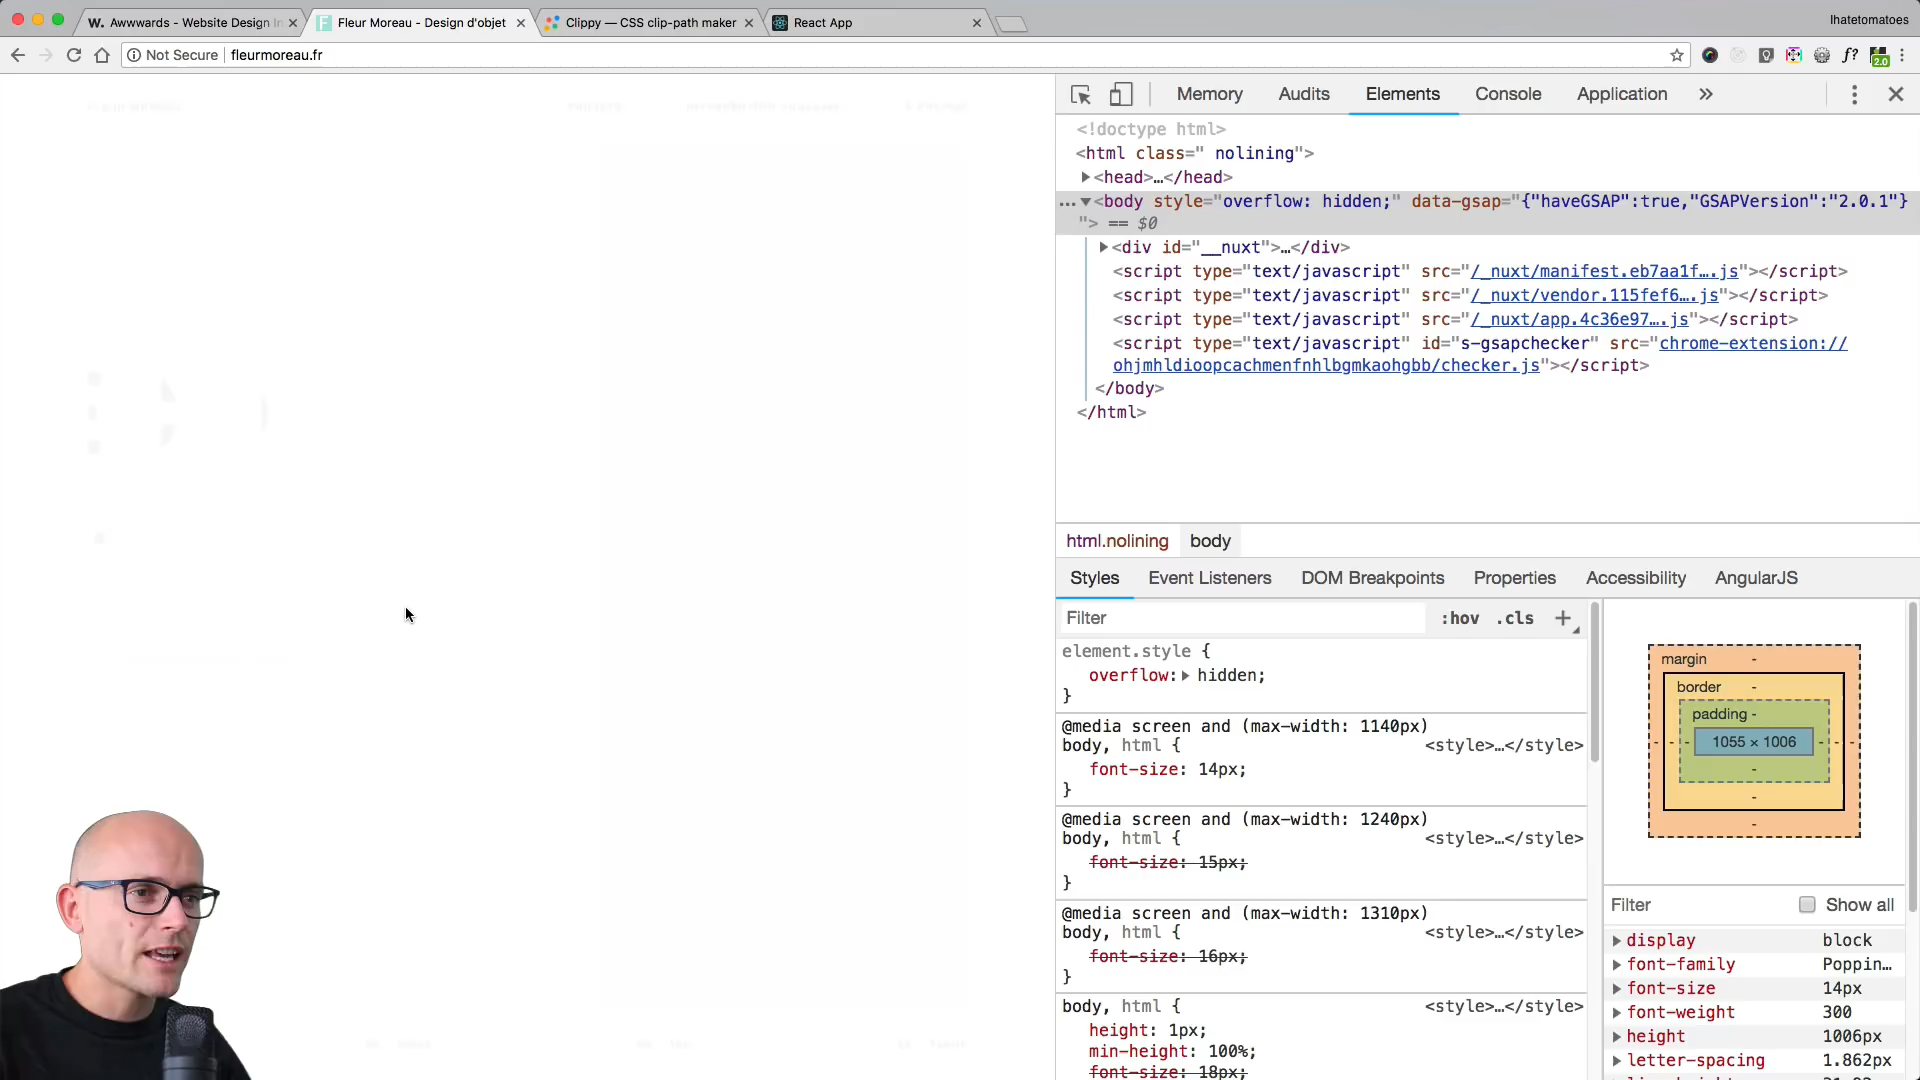 W. Awwwards - Website Design In
Fleur Moreau - Design d'objet
Clippy — CSS clip-path maker
React App
Ihatetomatoes
Not Secure
fleurmoreau.fr
f?
2.0
Memory
Audits
Elements
Console
Application
»
<!doctype html>
<html class=" nolining">
<head>…</head>
…<body style="overflow: hidden;" data-gsap="{"haveGSAP":true,"GSAPVersion":"2.0.1"}
"> == $0
<div id="__nuxt">…</div>
<script type="text/javascript" src="/_nuxt/manifest.eb7aa1f….js"></script>
<script type="text/javascript" src="/_nuxt/vendor.115fef6….js"></script>
<script type="text/javascript" src="/_nuxt/app.4c36e97….js"></script>
<script type="text/javascript" id="s-gsapchecker" src="chrome-extension://
ohjmhldioopcachmenfnhlbgmkaohgbb/checker.js"></script>
</body>
</html>
html.nolining
body
Styles
Event Listeners
DOM Breakpoints
Properties
Accessibility
AngularJS
Filter
:hov
.cls
+
element.style {
overflow: hidden;
}
@media screen and (max-width: 1140px)
body, html {
<style>…</style>
font-size: 14px;
}
@media screen and (max-width: 1240px)
body, html {
<style>…</style>
font-size: 15px;
}
@media screen and (max-width: 1310px)
body, html {
<style>…</style>
font-size: 16px;
}
body, html {
<style>…</style>
height: 1px;
min-height: 100%;
font-size: 18px;
margin -
border -
padding -
1055 × 1006
Filter
Show all
display block
font-family Poppin…
font-size 14px
font-weight 300
height 1006px
letter-spacing 1.862px